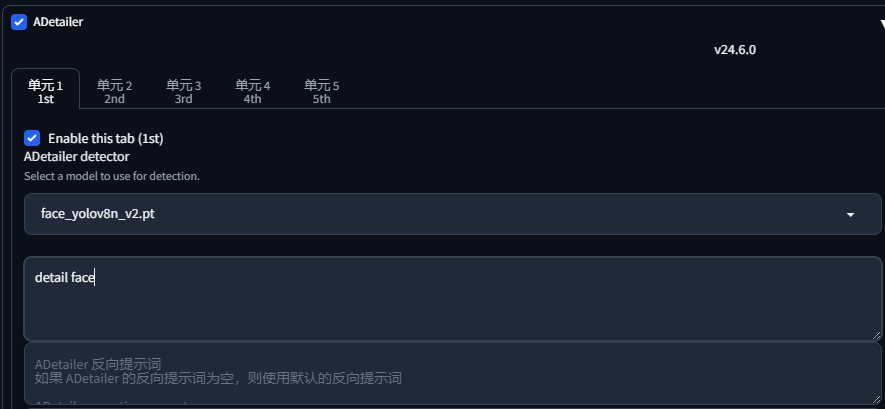 ADetailer
v24.6.0
单元 1 单元 2 单元 3 单元 4 单元 5
1st 2nd 3rd 4th 5th
Enable this tab (1st)
ADetailer detector
Select a model to use for detection.
face_yolov8n_v2.pt
detail face
ADetailer 反向提示词
如果 ADetailer 的反向提示词为空，则使用默认的反向提示词